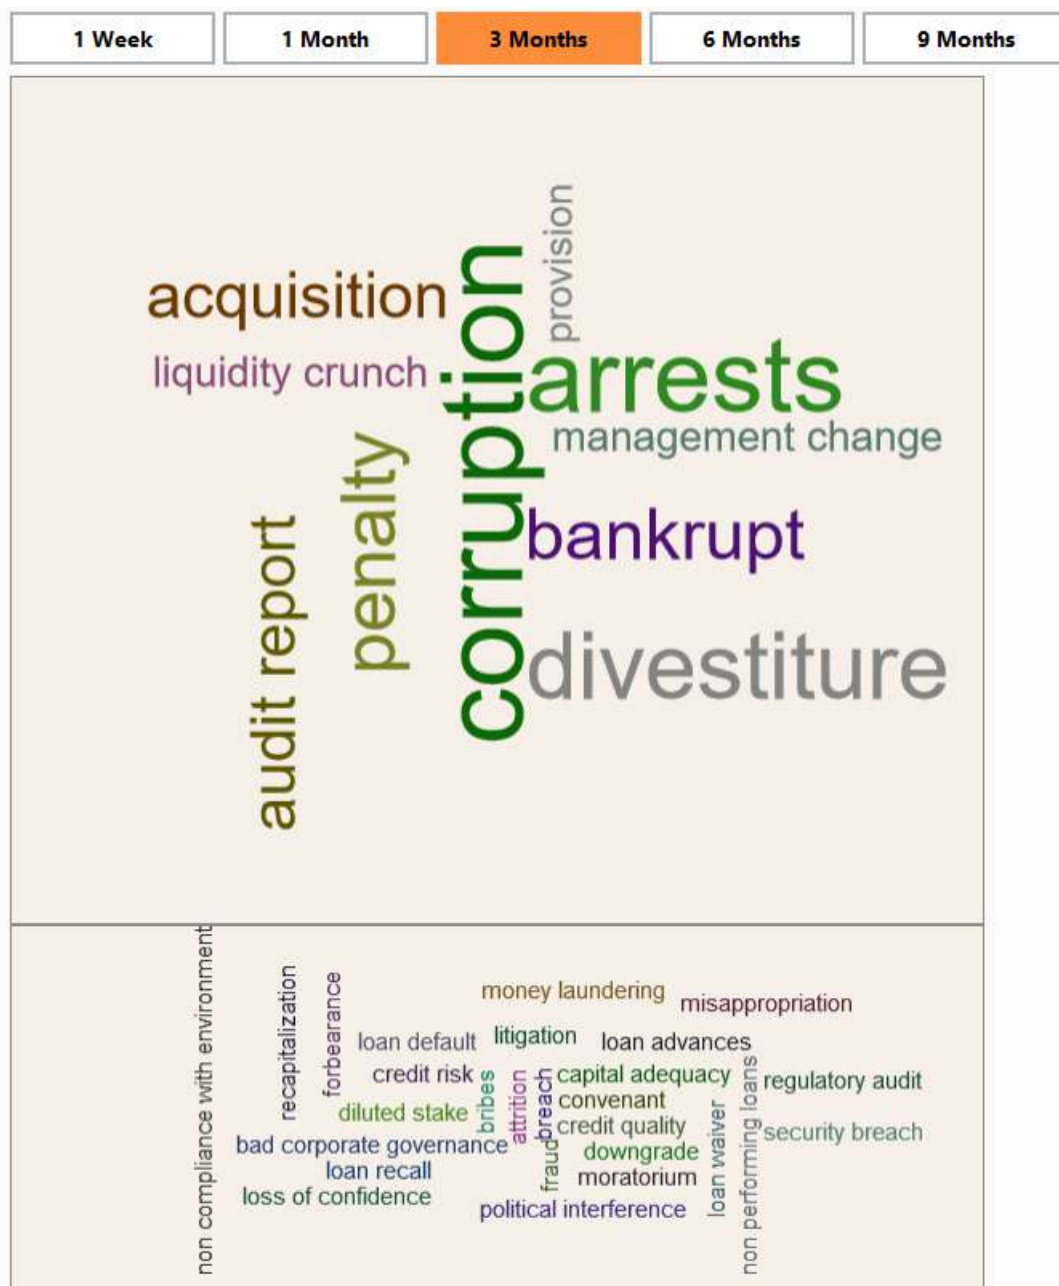 1 Week
1 Month
3 Months
6 Months
9 Months
provision
acquisition
corruption
arrests
liquidity crunch
management change
penalty
bankrupt
audit report
divestiture
non compliance with environment
recapitalization
forbearance
money laundering
misappropriation
loan default
litigation
loan advances
credit risk
bribes
attrition
breach
capital adequacy
regulatory audit
convenant
diluted stake
credit quality
security breach
bad corporate governance
fraud
downgrade
loan waiver
non performing loans
loan recall
moratorium
loss of confidence
political interference